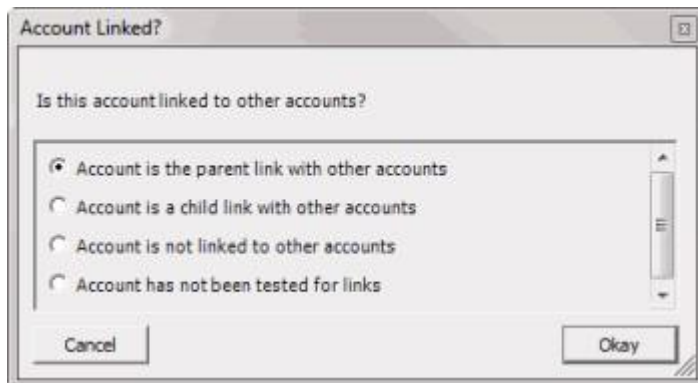 Account Linked?
Is this account linked to other accounts?
Account is the parent link with other accounts
Account is a child link with other accounts
Account is not linked to other accounts
Account has not been tested for links
Cancel
Okay